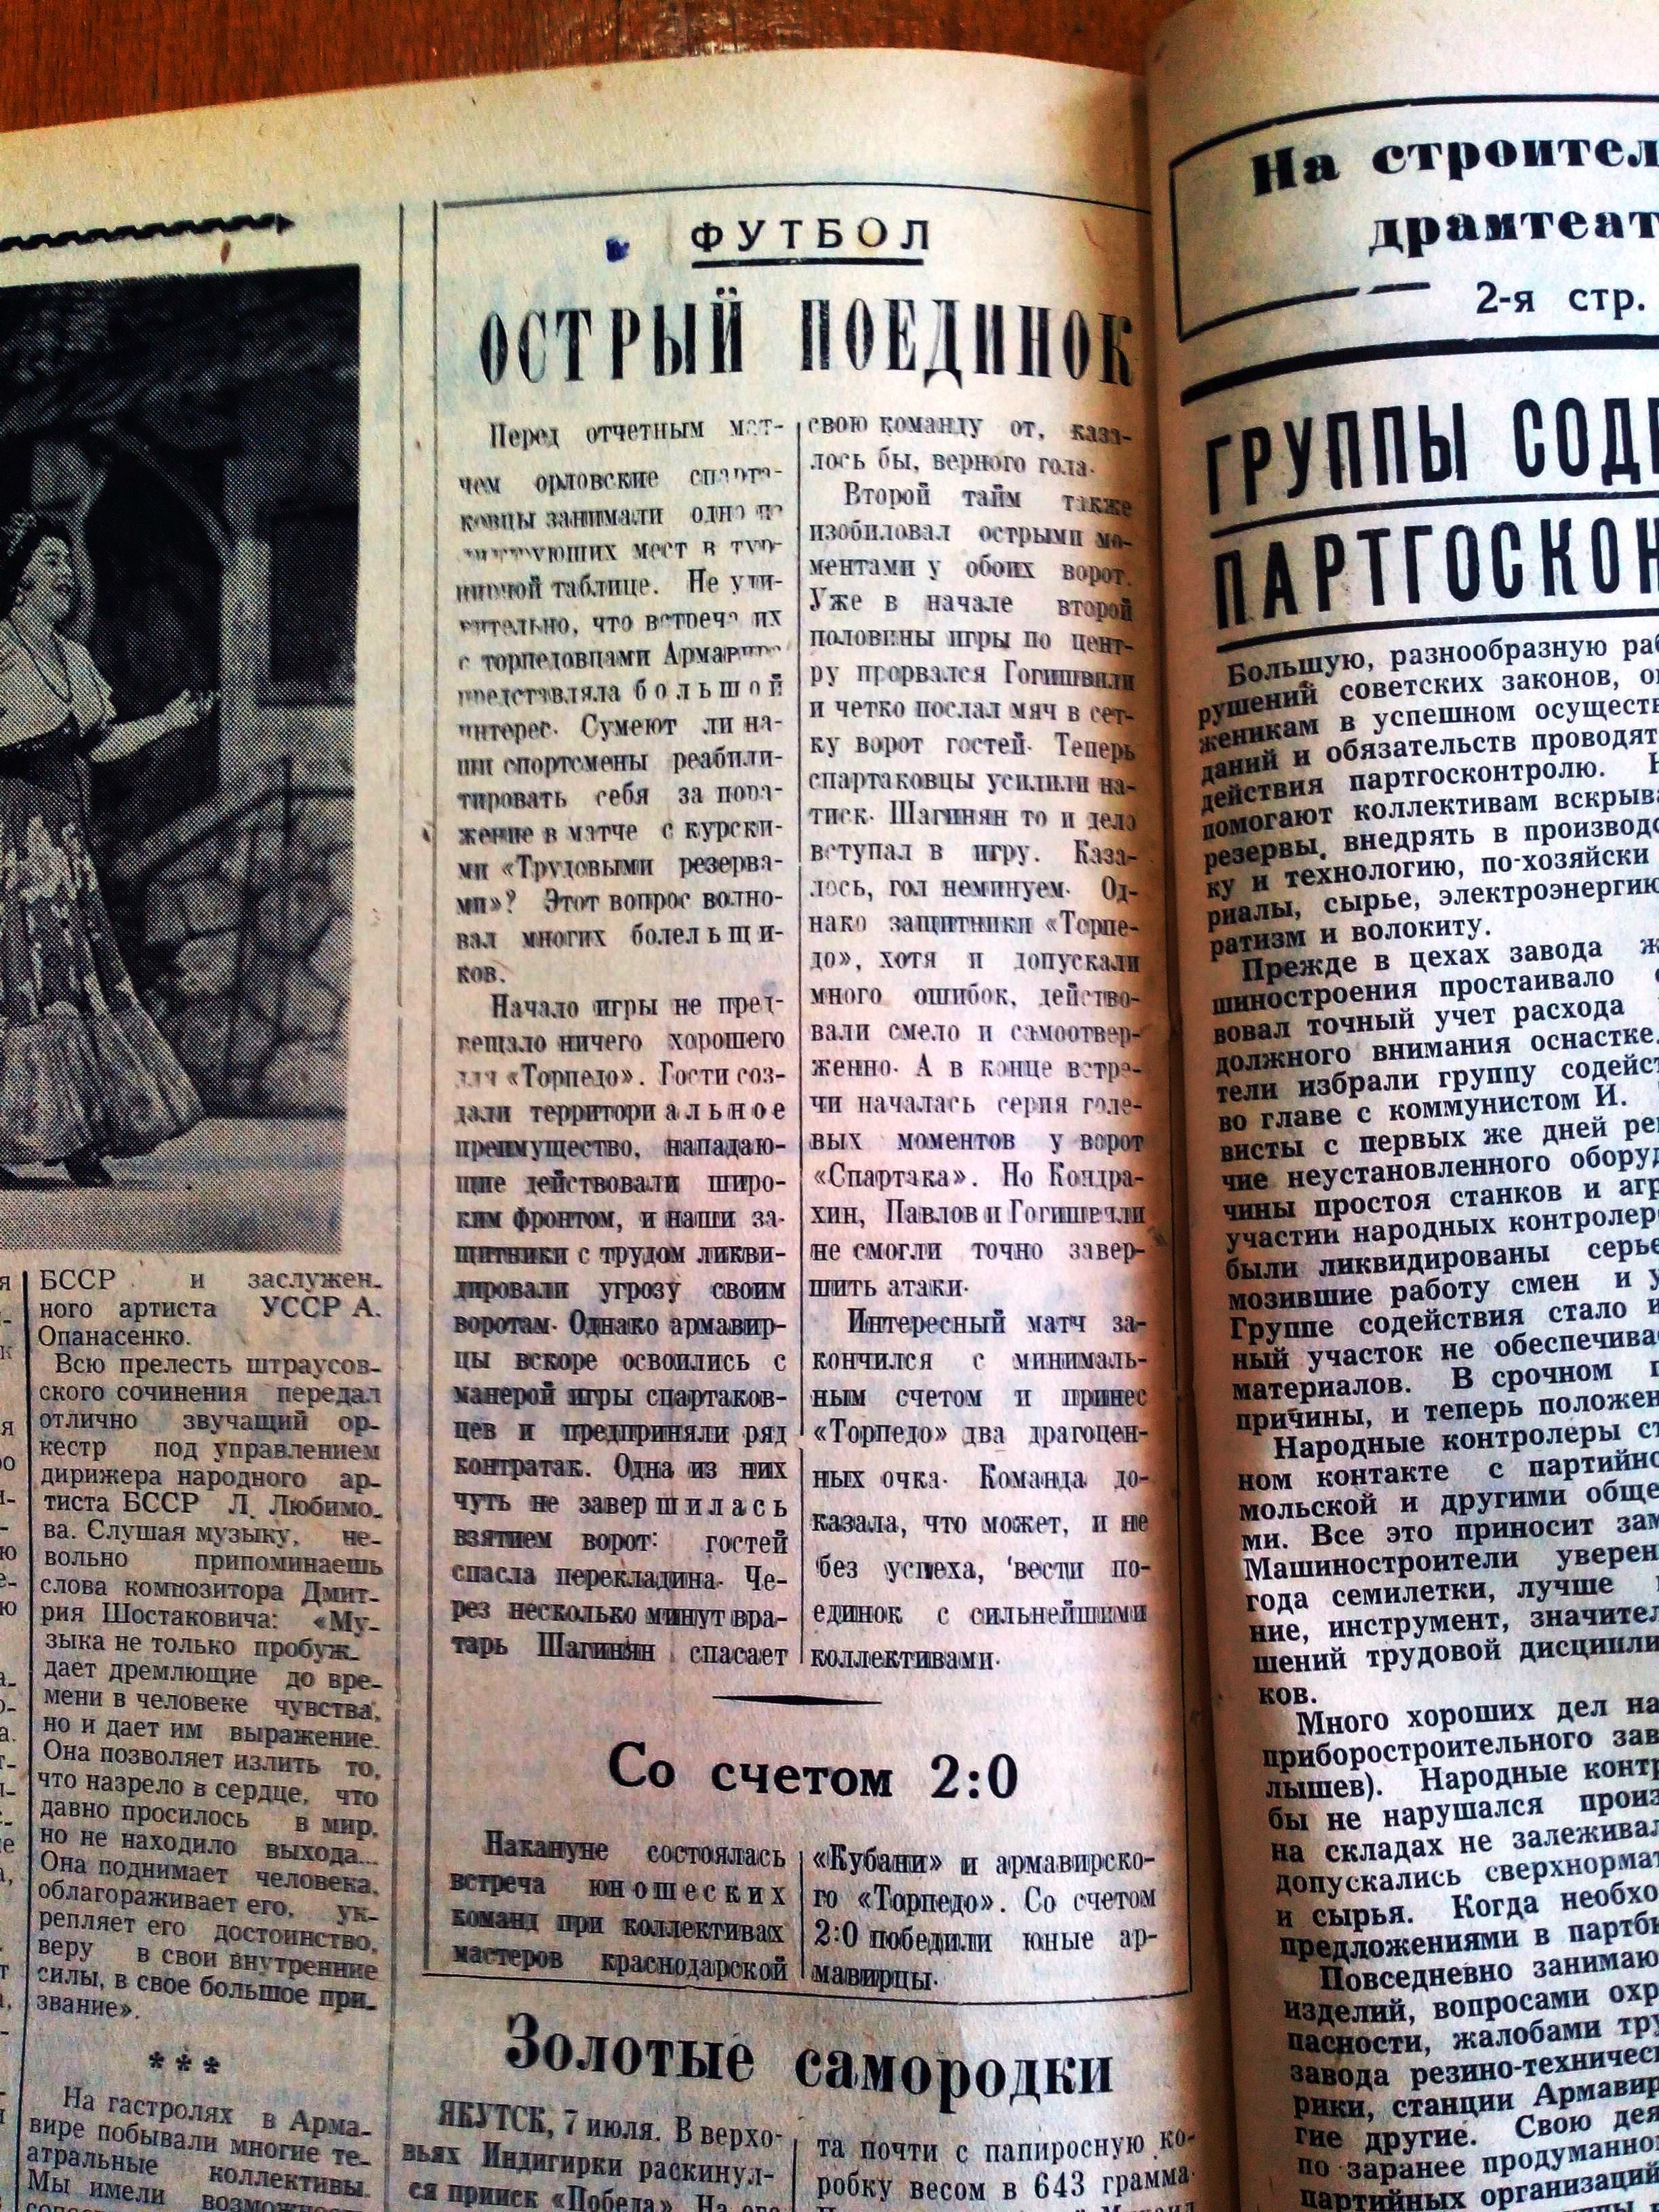 ФУТБОЛ
ОСТРЫЙ ПОЕДИНОК
Перед отчетным мат-
чем орловские спарта-
ковцы занимали одно из
мест в тур-
нирной таблице. Не уди-
вительно, что встреча их
с торпедовцами Армавира
представляла большой
интерес. Сумеют ли на-
ши спортсмены реабили-
тировать себя за пора-
жение в матче с курски-
ми «Трудовыми резерва-
ми»? Этот вопрос волно-
вал многих болельщи-
ков.
Начало игры не пред-
вещало ничего хорошего
для «Торпедо». Гости соз-
дали территориальное
преимущество, нападаю-
щие действовали широ-
ким фронтом, и наши за-
щитники с трудом ликви-
дировали угрозу своим
воротам. Однако армавир-
цы вскоре освоились с
манерой игры спартаков-
цев и предприняли ряд
контратак. Одна из них
чуть не завершилась
взятием ворот: гостей
спасла перекладина. Че-
рез несколько минут вра-
тарь Шагинян спасает
свою команду от, каза-
лось бы, верного гола.
Второй тайм также
изобиловал острыми мо-
ментами у обоих ворот.
Уже в начале второй
половины игры по цент-
ру прорвался Гогишвили
и четко послал мяч в сет-
ку ворот гостей. Теперь
спартаковцы усилили на-
тиск. Шагинян то и дело
вступал в игру. Каза-
лось, гол неминуем. Од-
нако защитники «Торпе-
до», хотя и допускали
много ошибок, действо-
вали смело и самоотвер-
женно. А в конце встре-
чи началась серия голе-
вых моментов у ворот
«Спартака». Но Кондра-
хин, Павлов и Гогишвили
не смогли точно завер-
шить атаки.
Интересный матч за-
кончился с минималь-
ным счетом и принес
«Торпедо» два драгоцен-
ных очка. Команда до-
казала, что может, и не
без успеха, вести по-
единок с сильнейшими
коллективами.
Со счетом 2:0
Накануне состоялась
встреча юношеских
команд при коллективах
мастеров краснодарской
«Кубани» и армавирско-
го «Торпедо». Со счетом
2:0 победили юные ар-
мавирцы.
Золотые самородки
ЯКУТСК, 7 июля. В верхо-
вьях Индигирки раскинул-
ся прииск «Победа». На его
та почти с папиросную ко-
робку весом в 643 грамма.
БССР и заслужен-
ного артиста УССР А.
Опанасенко.
Всю прелесть штраусов-
ского сочинения передал
отлично звучащий ор-
кестр под управлением
дирижера народного ар-
тиста БССР Л. Любимо-
ва. Слушая музыку, не-
вольно припоминаешь
слова композитора Дмит-
рия Шостаковича: «Му-
зыка не только пробуж-
дает дремлющие до вре-
мени в человеке чувства,
но и дает им выражение.
Она позволяет излить то,
что назрело в сердце, что
давно просилось в мир,
но не находило выхода...
Она поднимает человека,
облагораживает его, ук-
репляет его достоинство,
веру в свои внутренние
силы, в свое большое при-
звание».
***
На гастролях в Арма-
вире побывали многие те-
атральные коллективы.
Мы имели
На строител
драмтеат
2-я стр.
ГРУППЫ СОД
ПАРТГОСКОН
Большую, разнообразную раб
рушений советских законов, о
женикам в успешном осущест
даний и обязательств проводят
действия партгосконтролю. Н
помогают коллективам вскрыва
резервы, внедрять в производс
ку и технологию, по-хозяйски
риалы, сырье, электроэнергию
ратизм и волокиту.
Прежде в цехах завода ж
шиностроения простаивало
вовал точный учет расхода
должного внимания оснастке.
тели избрали группу содейст
во главе с коммунистом И.
висты с первых же дней ре
чие неустановленного оборуд
чины простоя станков и агр
участии народных контролер
были ликвидированы серье
мозившие работу смен и у
Группе содействия стало и
ный участок не обеспечива
материалов. В срочном п
причины, и теперь положен
Народные контролеры ст
ном контакте с партийно
мольской и другими обще
ми. Все это приносит зам
Машиностроители уверен
года семилетки, лучше
ние, инструмент, значител
шений трудовой дисципли
ков.
Много хороших дел на
приборостроительного зав
лышев). Народные контр
бы не нарушался произ
на складах не залеживал
допускались сверхнормат
и сырья. Когда необхо
предложениями в партб
Повседневно занимаю
изделий, вопросами охр
пасности, жалобами тру
завода резино-техничес
рики, станции Армавир
гие другие. Свою дея
по заранее продуманно
партийных организаций